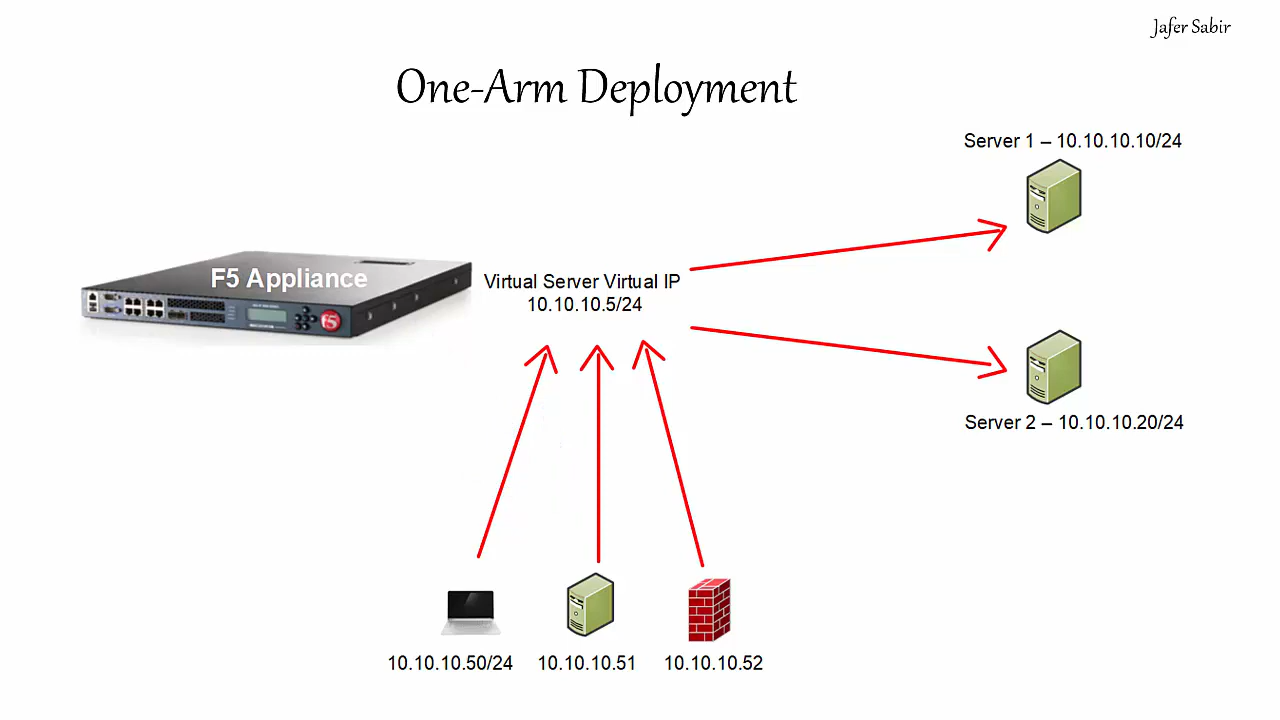 Jafer Sabir
One-Arm Deployment
Server 1 – 10.10.10.10/24
F5 Appliance
Virtual Server Virtual IP
10.10.10.5/24
f5
Server 2 – 10.10.10.20/24
10.10.10.50/24
10.10.10.51
10.10.10.52